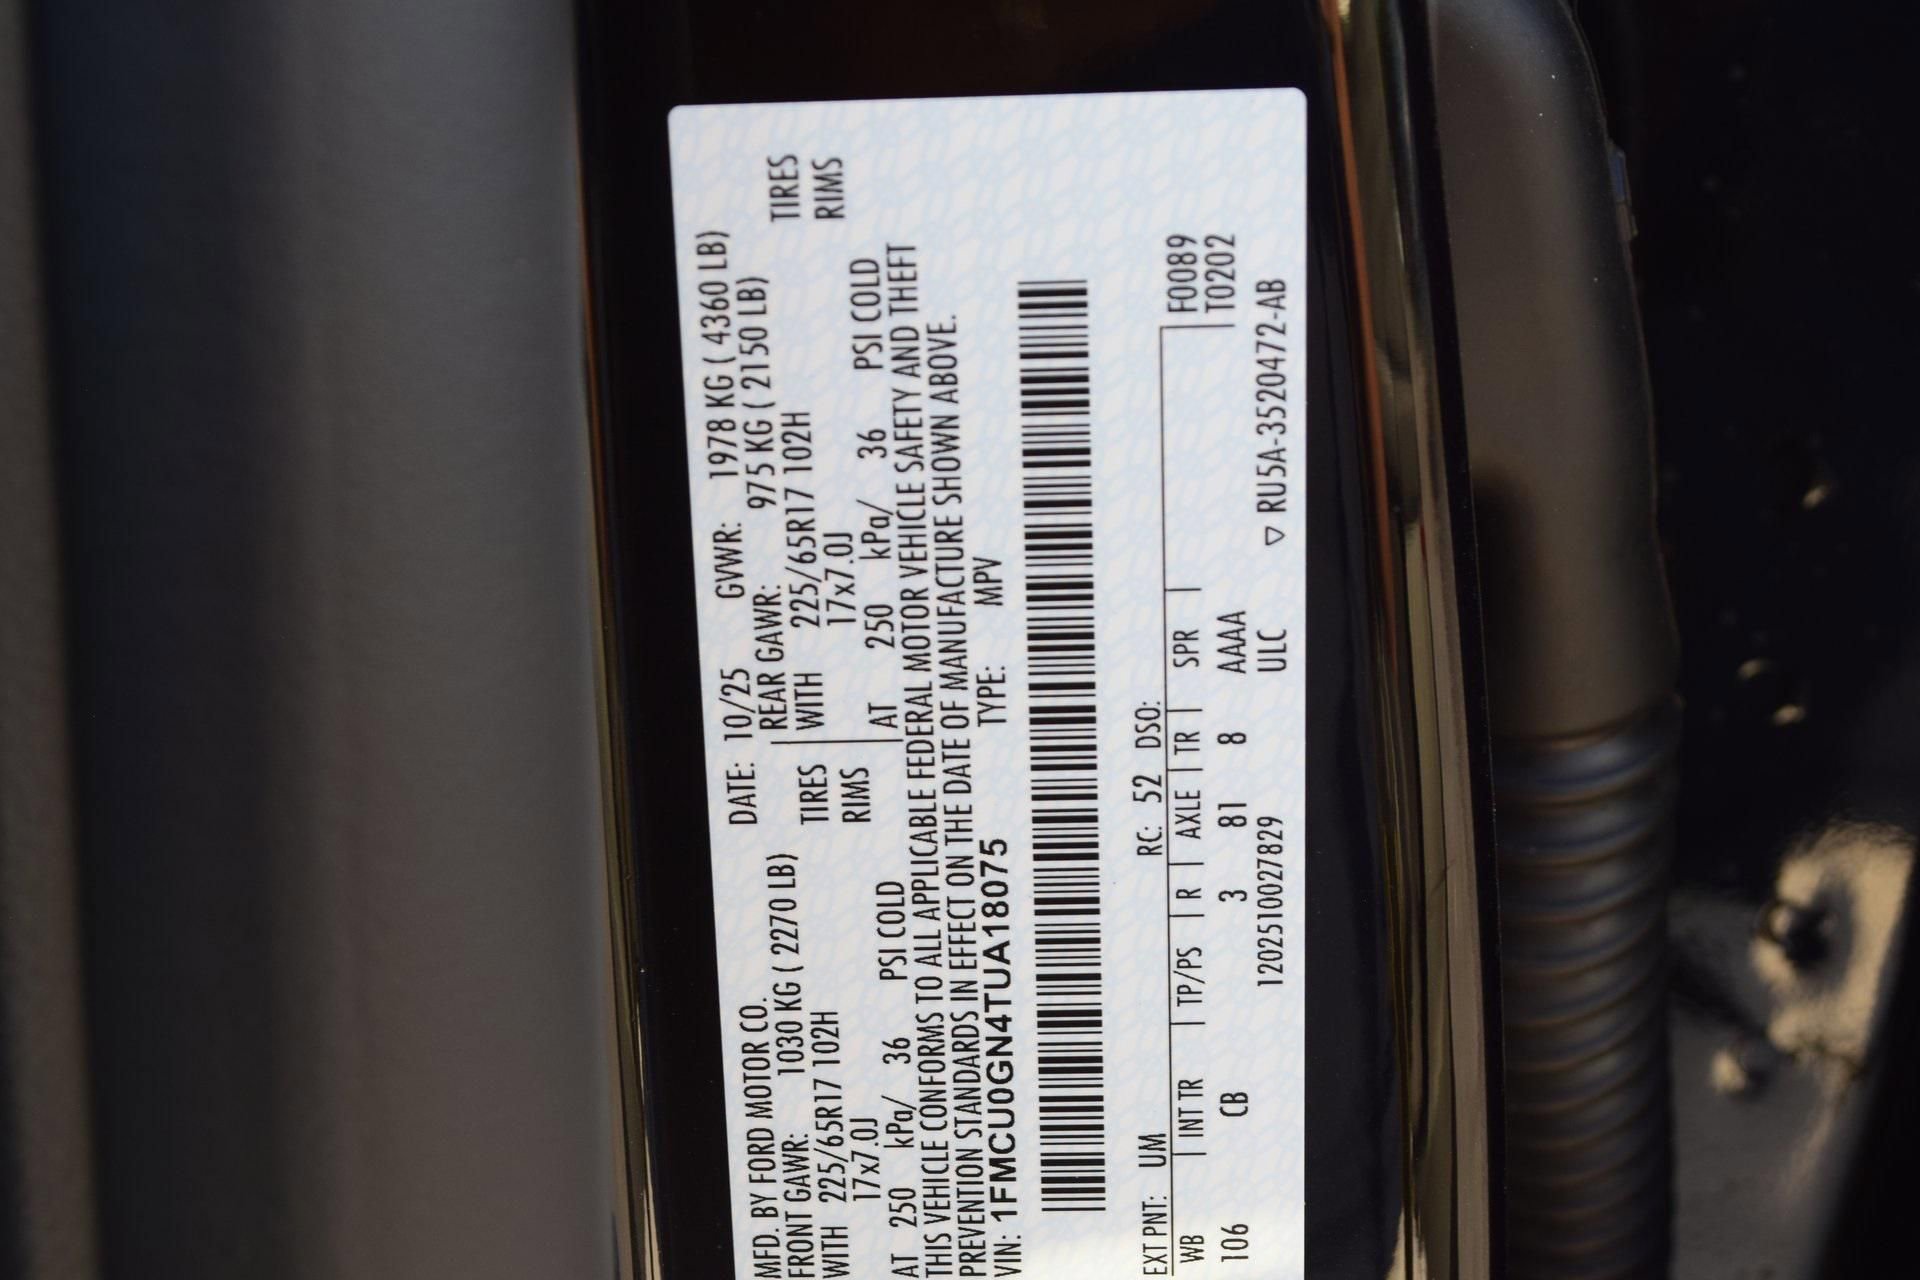 MFD. BY FORD MOTOR CO. DATE: 10/25 GVWR: 1978 KG ( 4360 LB)
FRONT GAWR: 1030 KG ( 2270 LB) REAR GAWR: 975 KG ( 2150 LB)
WITH 225/65R17 102H TIRES WITH 225/65R17 102H TIRES
17x7.0J RIMS 17x7.0J RIMS
AT 250 kPa/ 36 PSI COLD AT 250 kPa/ 36 PSI COLD
THIS VEHICLE CONFORMS TO ALL APPLICABLE FEDERAL MOTOR VEHICLE SAFETY AND THEFT
PREVENTION STANDARDS IN EFFECT ON THE DATE OF MANUFACTURE SHOWN ABOVE.
VIN: 1FMCU0GN4TUA18075 TYPE: MPV
EXT PNT: UM RC: 52 DSO:
WB INT TR TP/PS R AXLE TR SPR F0089
106 CB 3 81 8 AAAA T0202
1202510027829 ULC ▽ RU5A-3520472-AB